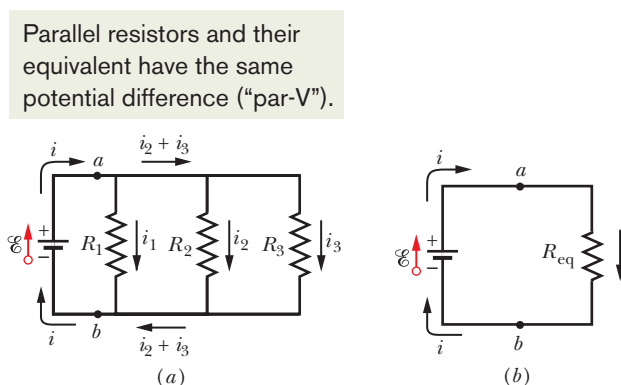 Parallel resistors and their
equivalent have the same
potential difference (“par-V”).
i
a
i₂ + i₃
ℰ
+
−
R₁
i₁
R₂
i₂
R₃
i₃
i
b
i₂ + i₃
(a)
i
a
ℰ
+
−
R_eq
i
b
(b)